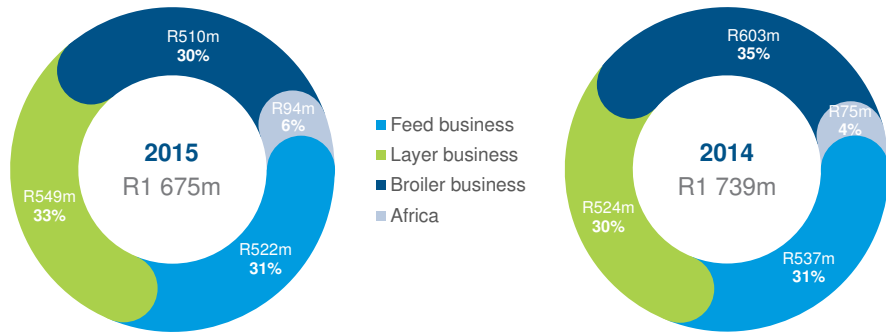 R510m
30%
R94m
6%
2015
R1 675m
R549m
33%
R522m
31%
Feed business
Layer business
Broiler business
Africa
R603m
35%
R75m
4%
2014
R1 739m
R524m
30%
R537m
31%